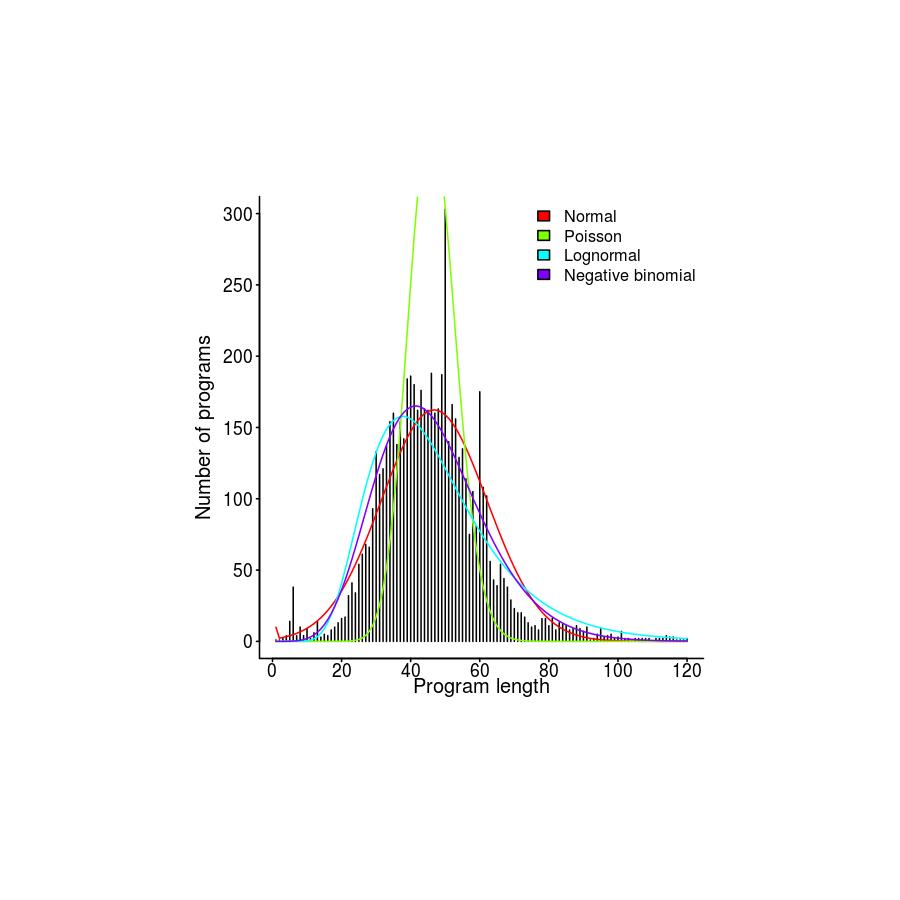 Number of programs
300
250
200
150
100
50
0
Normal
Poisson
Lognormal
Negative binomial
0 20 40 60 80 100 120
Program length